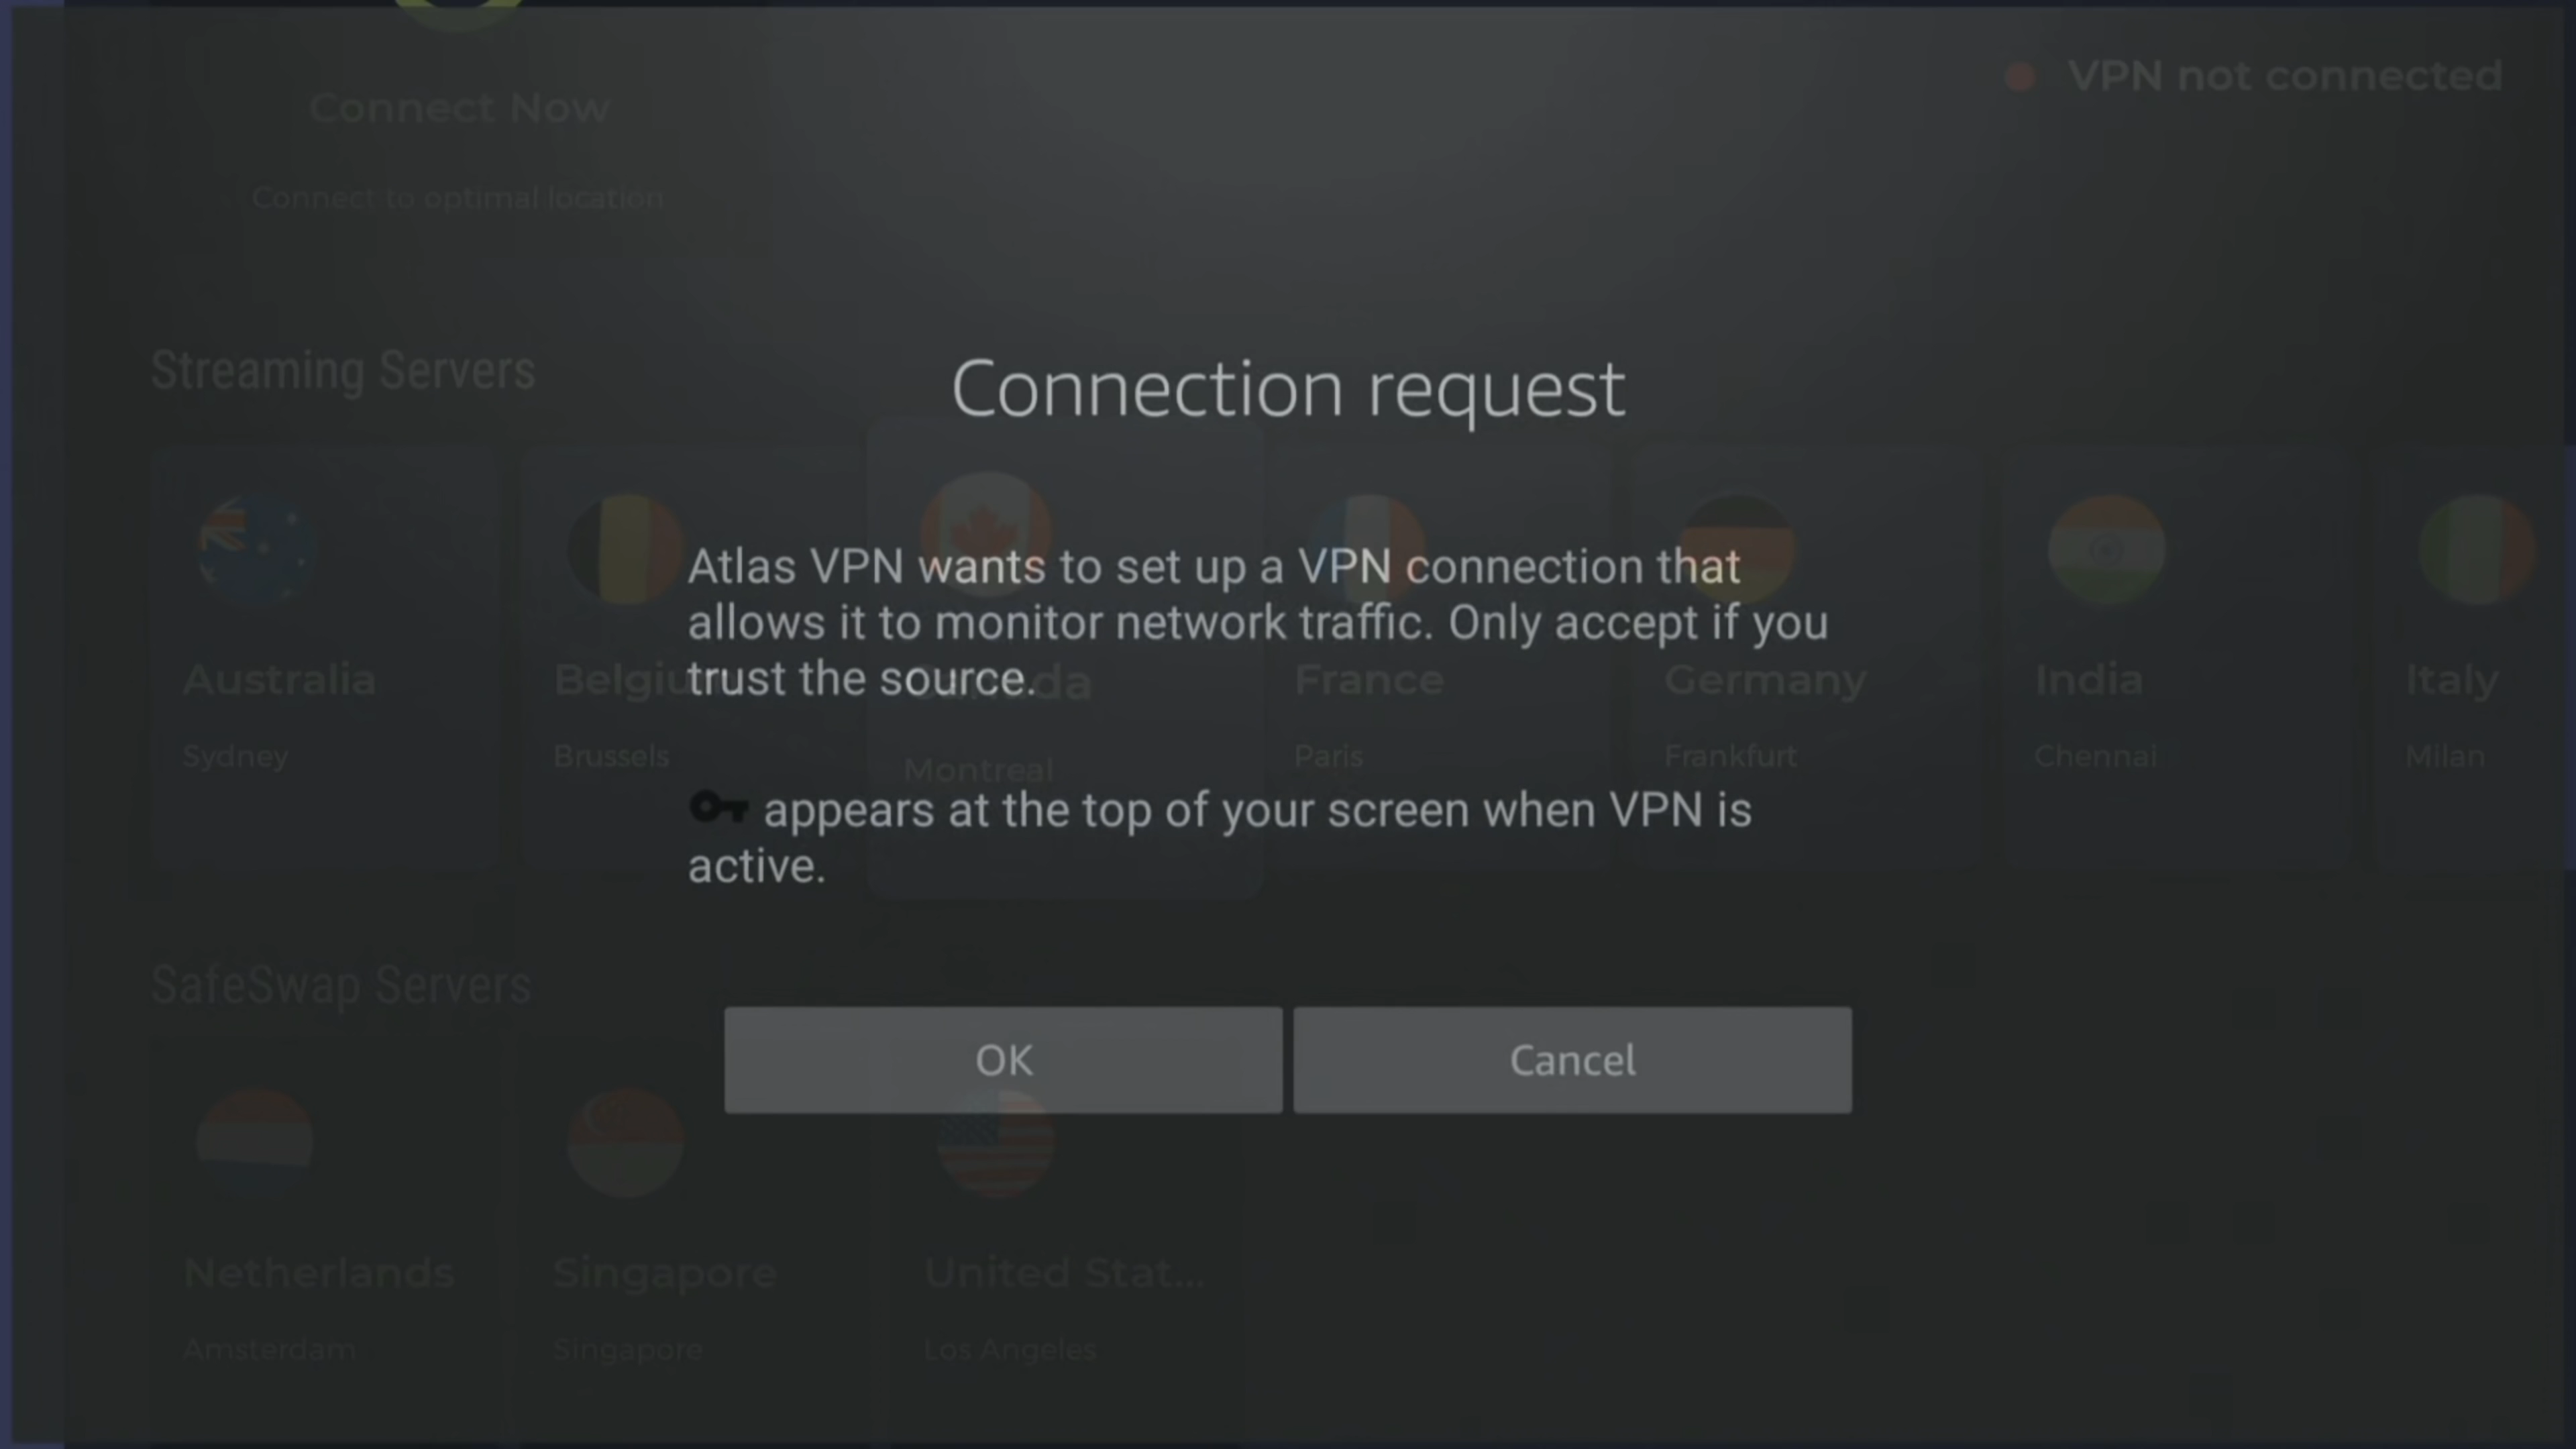 VPN not connected
Connect Now
Connect to optimal location
Streaming Servers
Connection request
Atlas VPN wants to set up a VPN connection that
allows it to monitor network traffic. Only accept if you
trust the source.
appears at the top of your screen when VPN is
active.
Australia
Sydney
Brussels
Montreal
France
Paris
Germany
Frankfurt
India
Chennai
Italy
Milan
SafeSwap Servers
OK
Cancel
Netherlands
Amsterdam
Singapore
Singapore
United Stat...
Los Angeles